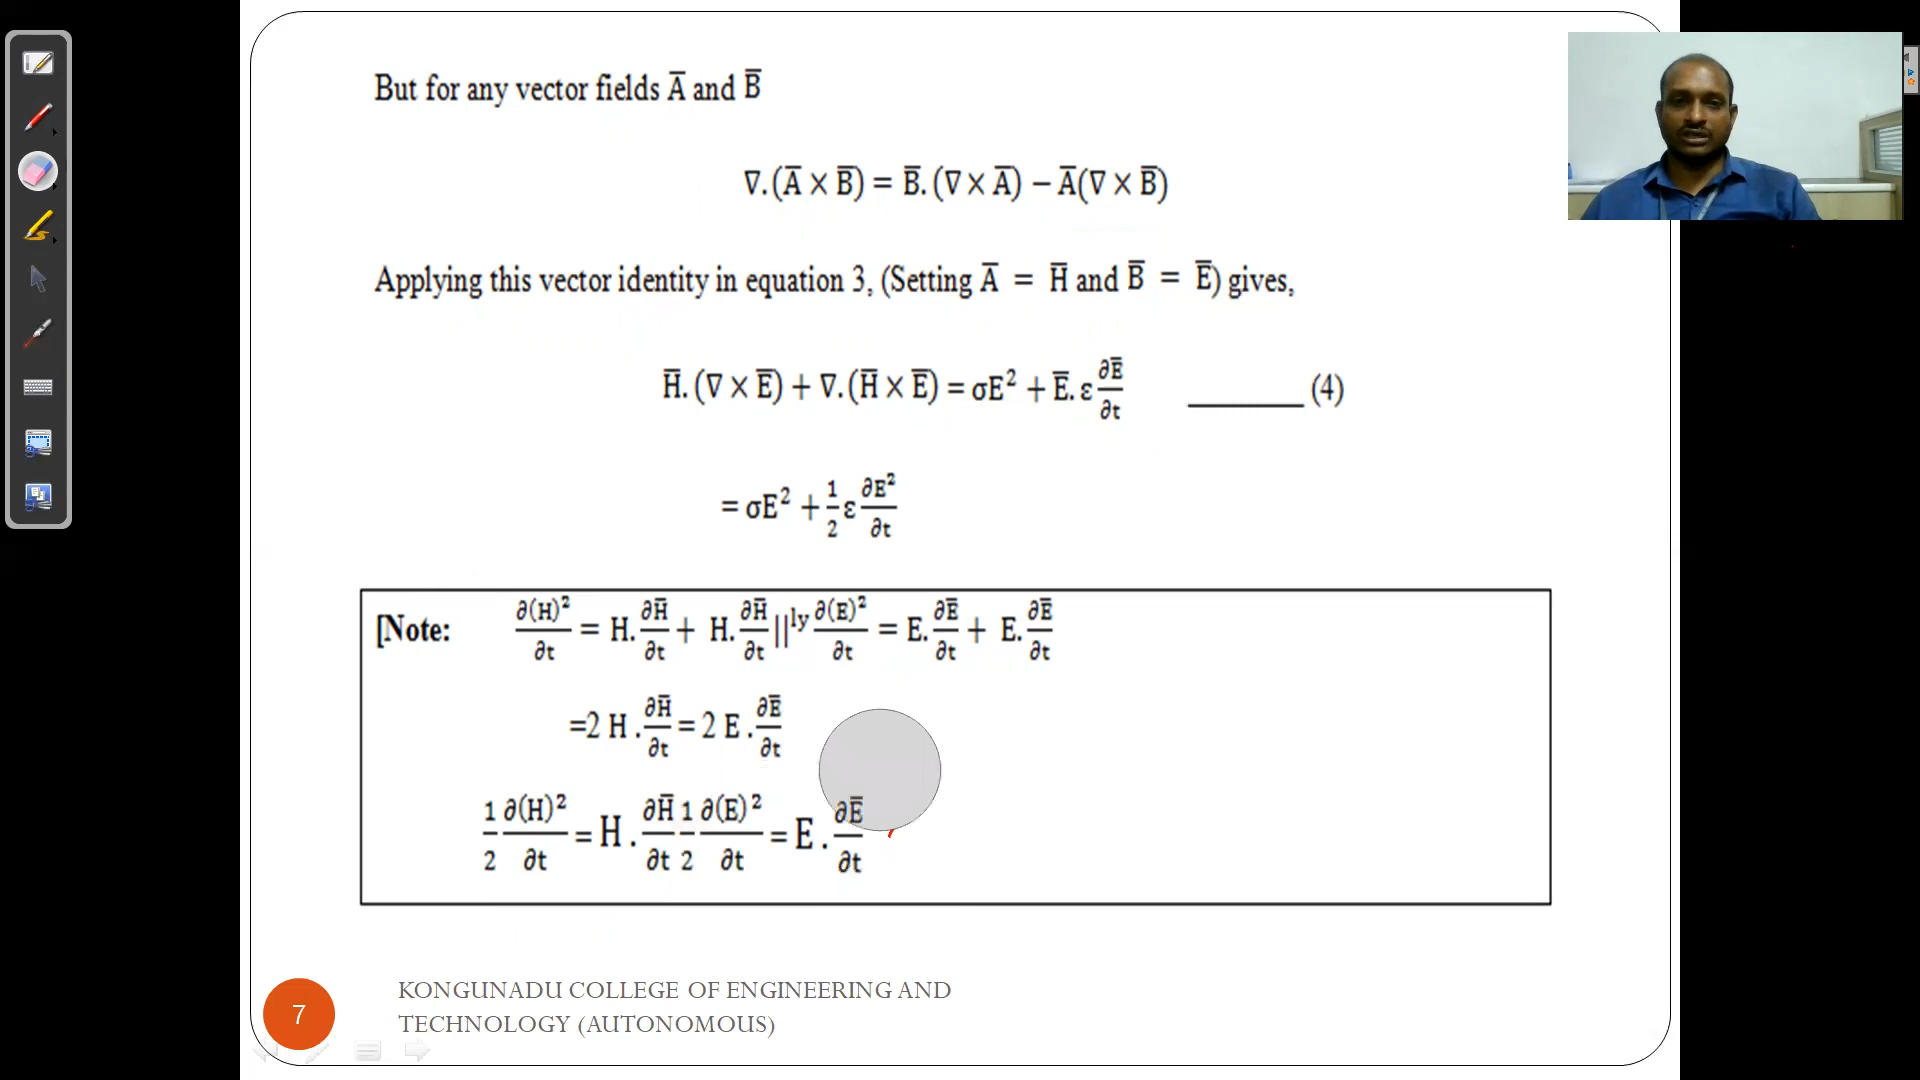 But for any vector fields A̅ and B̅
∇.(A̅ × B̅) = B̅.(∇ × A̅) − A̅(∇ × B̅)
Applying this vector identity in equation 3, (Setting A̅ = H̅ and B̅ = E̅) gives,
H̅.(∇ × E̅) + ∇.(H̅ × E̅) = σE² + E̅.ε ∂E̅/∂t ________ (4)
= σE² + 1/2 ε ∂E²/∂t
[Note: ∂(H)²/∂t = H.∂H̅/∂t + H.∂H̅/∂t ||ly ∂(E)²/∂t = E.∂E̅/∂t + E.∂E̅/∂t
=2 H .∂H̅/∂t = 2 E .∂E̅/∂t
1/2 ∂(H)²/∂t = H . ∂H̅/∂t 1/2 ∂(E)²/∂t = E . ∂E̅/∂t
7
KONGUNADU COLLEGE OF ENGINEERING AND
TECHNOLOGY (AUTONOMOUS)